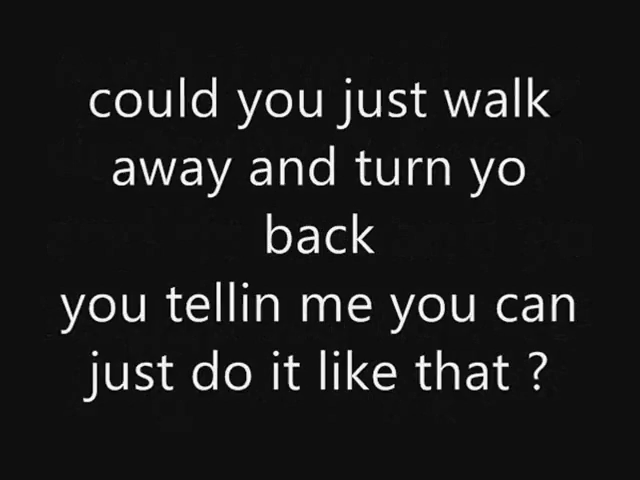 could you just walk
away and turn yo
back
you tellin me you can
just do it like that ?